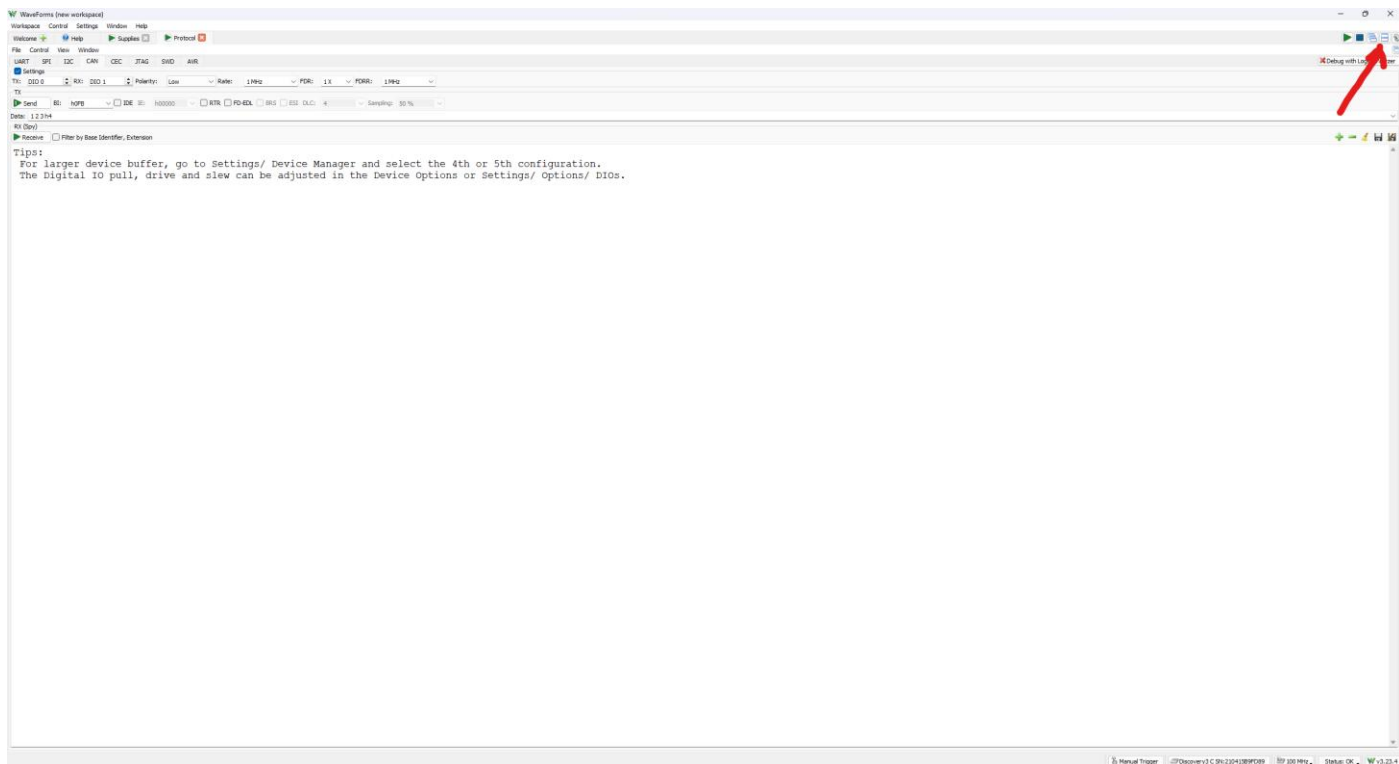 WaveForms (new workspace)
Workspace Control Settings Window Help
Welcome Help Supplies Protocol
File Control View Window
UART SPI I2C CAN CEC JTAG SWD AVR
Debug with
Settings
TX: DIO 0 RX: DIO 1 Polarity: Low Rate: 1 MHz FDR: 1 X FDRR: 1 MHz
TX
Send BI: h0FB IDE IE: h00000 RTR FD-EDL BRS ESI DLC: 4 Sampling: 50 %
Data: 1 2 3 h4
RX (Spy)
Receive Filter by Base Identifier, Extension
Tips:
For larger device buffer, go to Settings/ Device Manager and select the 4th or 5th configuration.
The Digital IO pull, drive and slew can be adjusted in the Device Options or Settings/ Options/ DIOs.
Manual Trigger Discovery3 C SN:210415B9FD89 100 MHz Status: OK v3.23.4